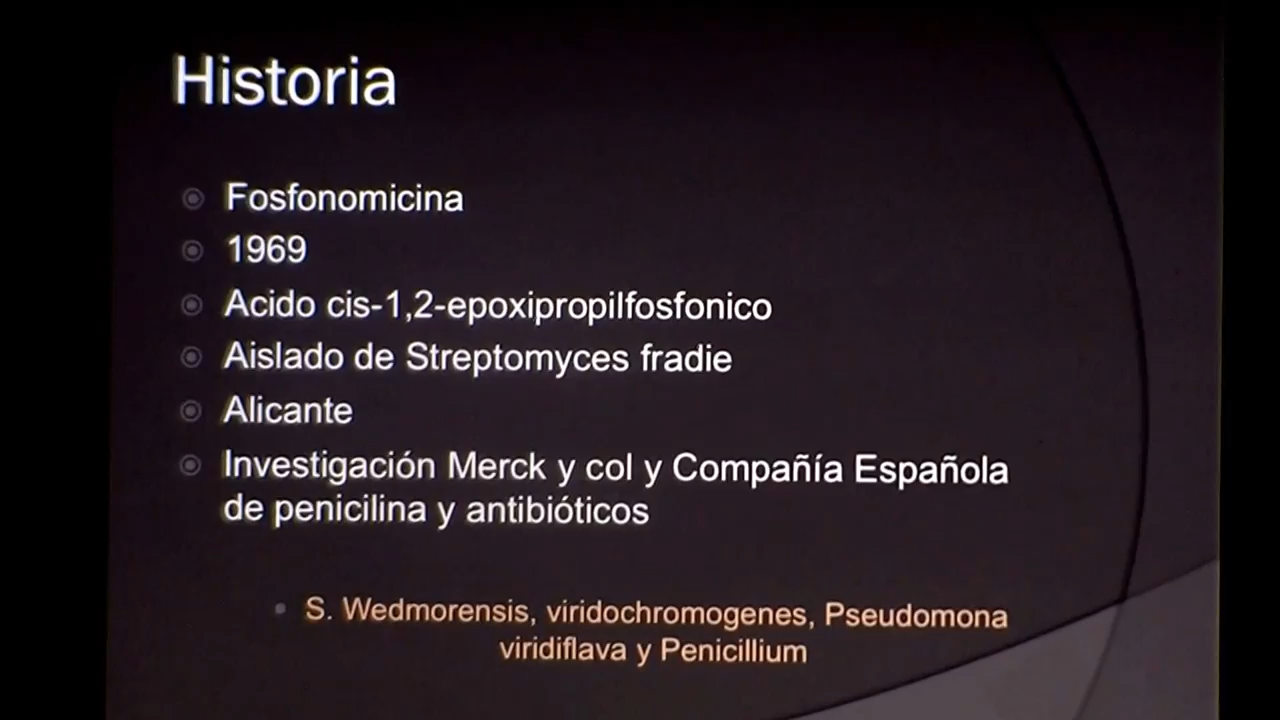 Historia
Fosfonomicina
1969
Acido cis-1,2-epoxipropilfosfonico
Aislado de Streptomyces fradie
Alicante
Investigación Merck y col y Compañía Española
de penicilina y antibióticos
S. Wedmorensis, viridochromogenes, Pseudomona
viridiflava y Penicillium